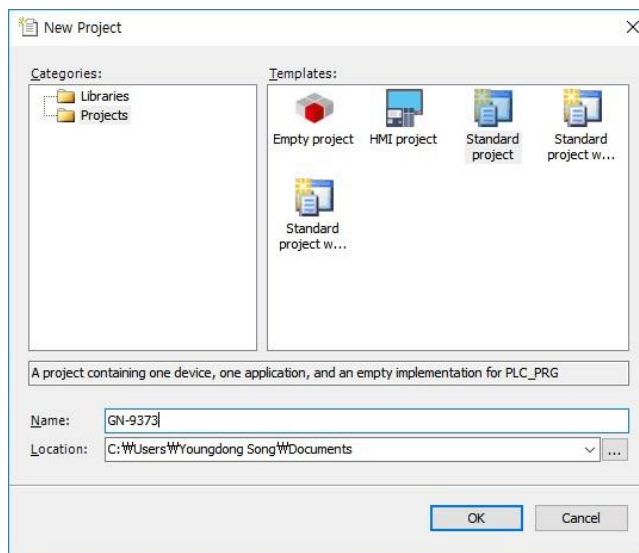 New Project
Categories:
Libraries
Projects
Templates:
Empty project
HMI project
Standard
project
Standard
project w...
Standard
project w...
A project containing one device, one application, and an empty implementation for PLC_PRG
Name:
GN-9373
Location:
C:₩Users₩Youngdong Song₩Documents
...
OK
Cancel